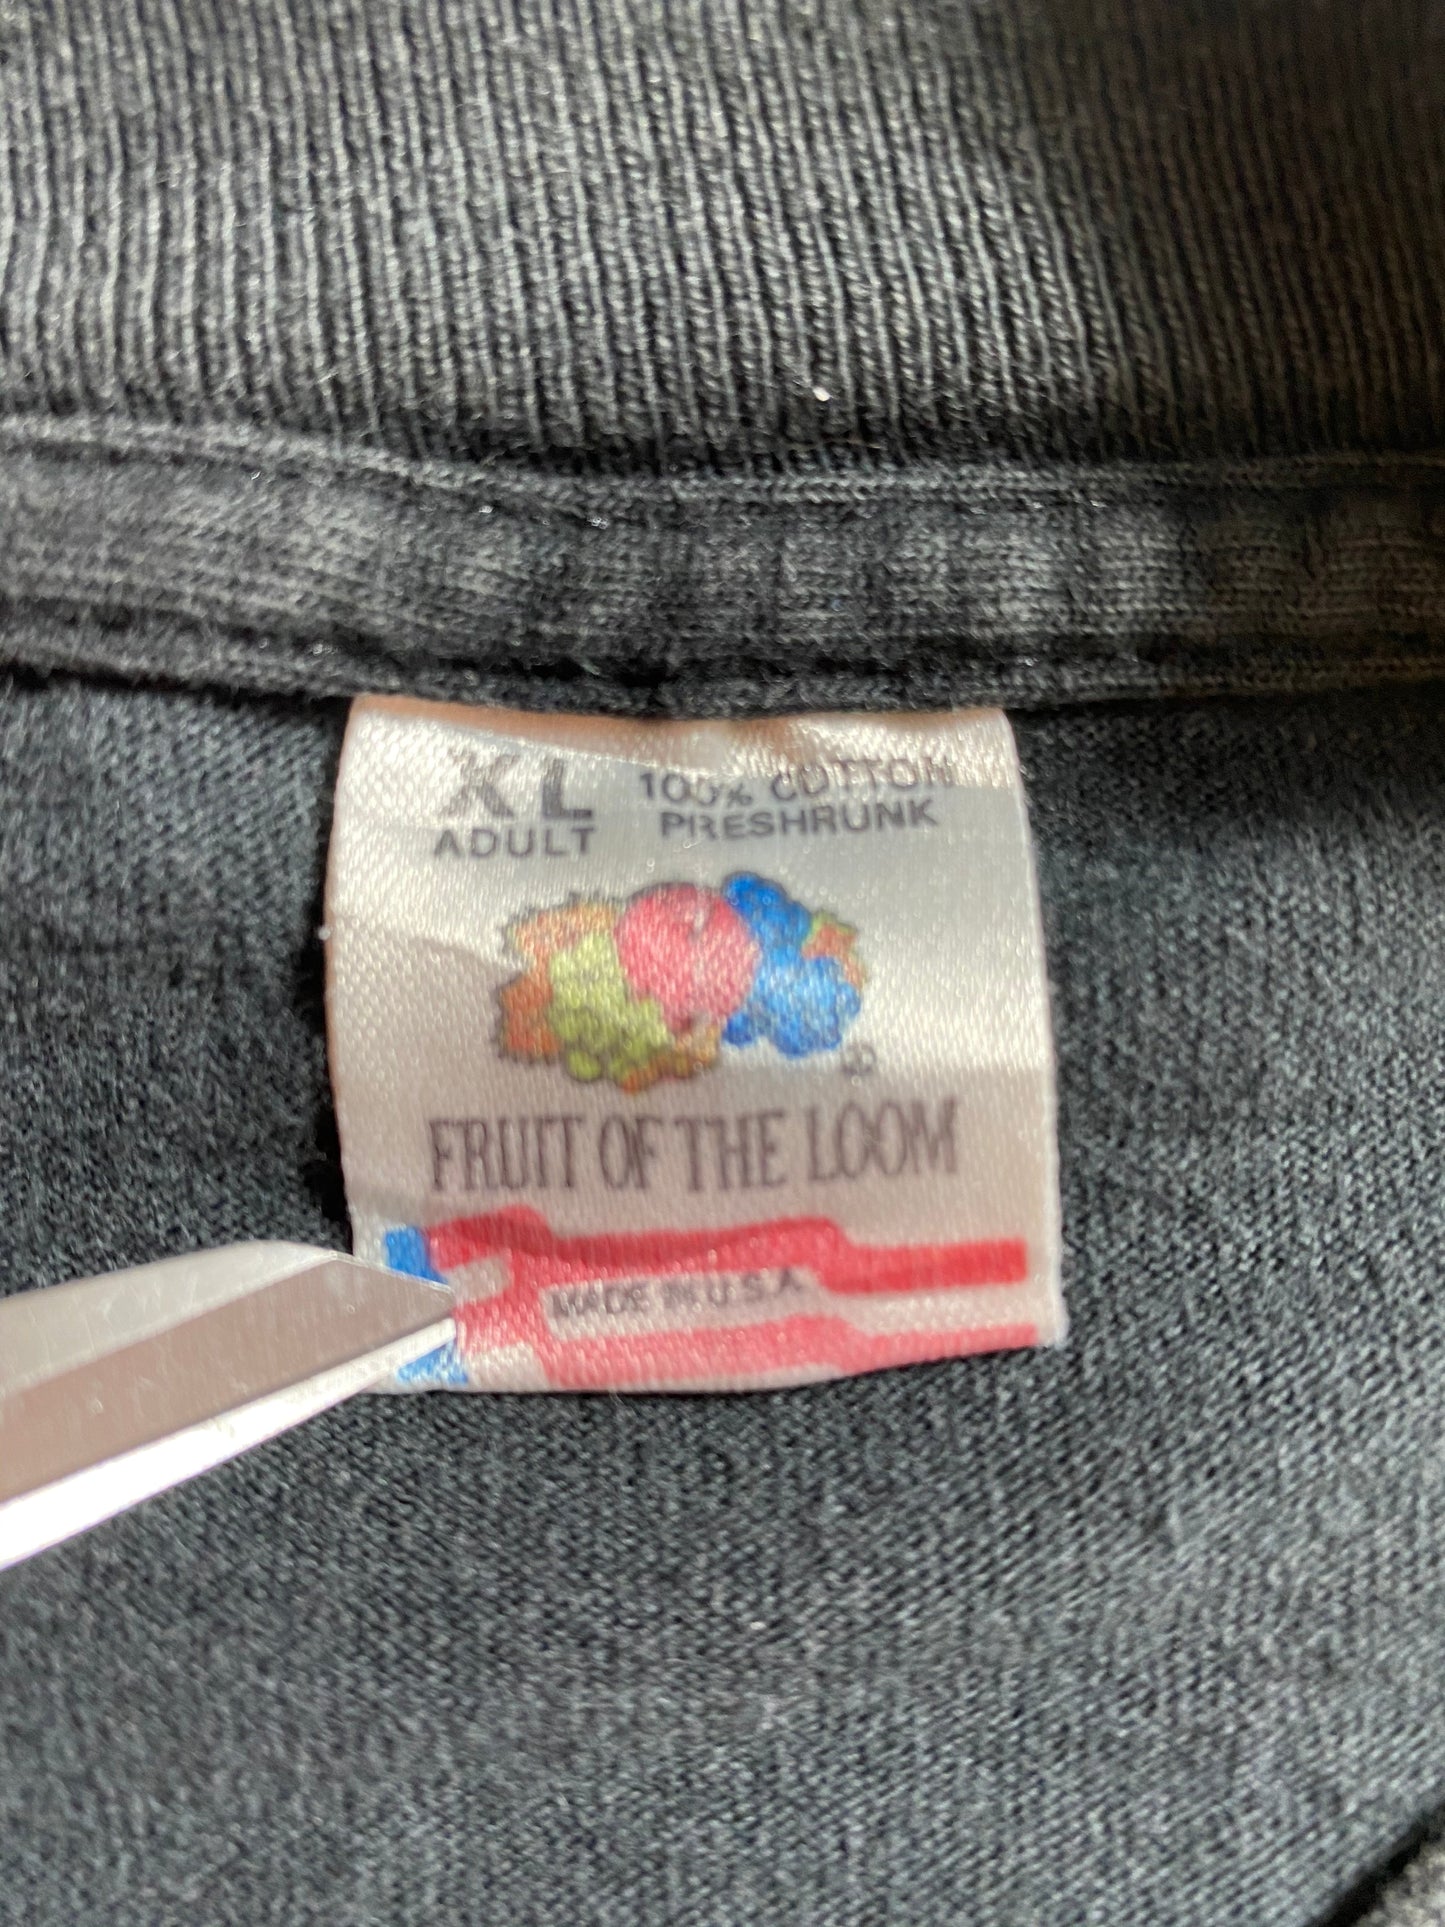 XL 100% COTTON
ADULT PRESHRUNK
®
FRUIT OF THE LOOM
MADE IN U.S.A.